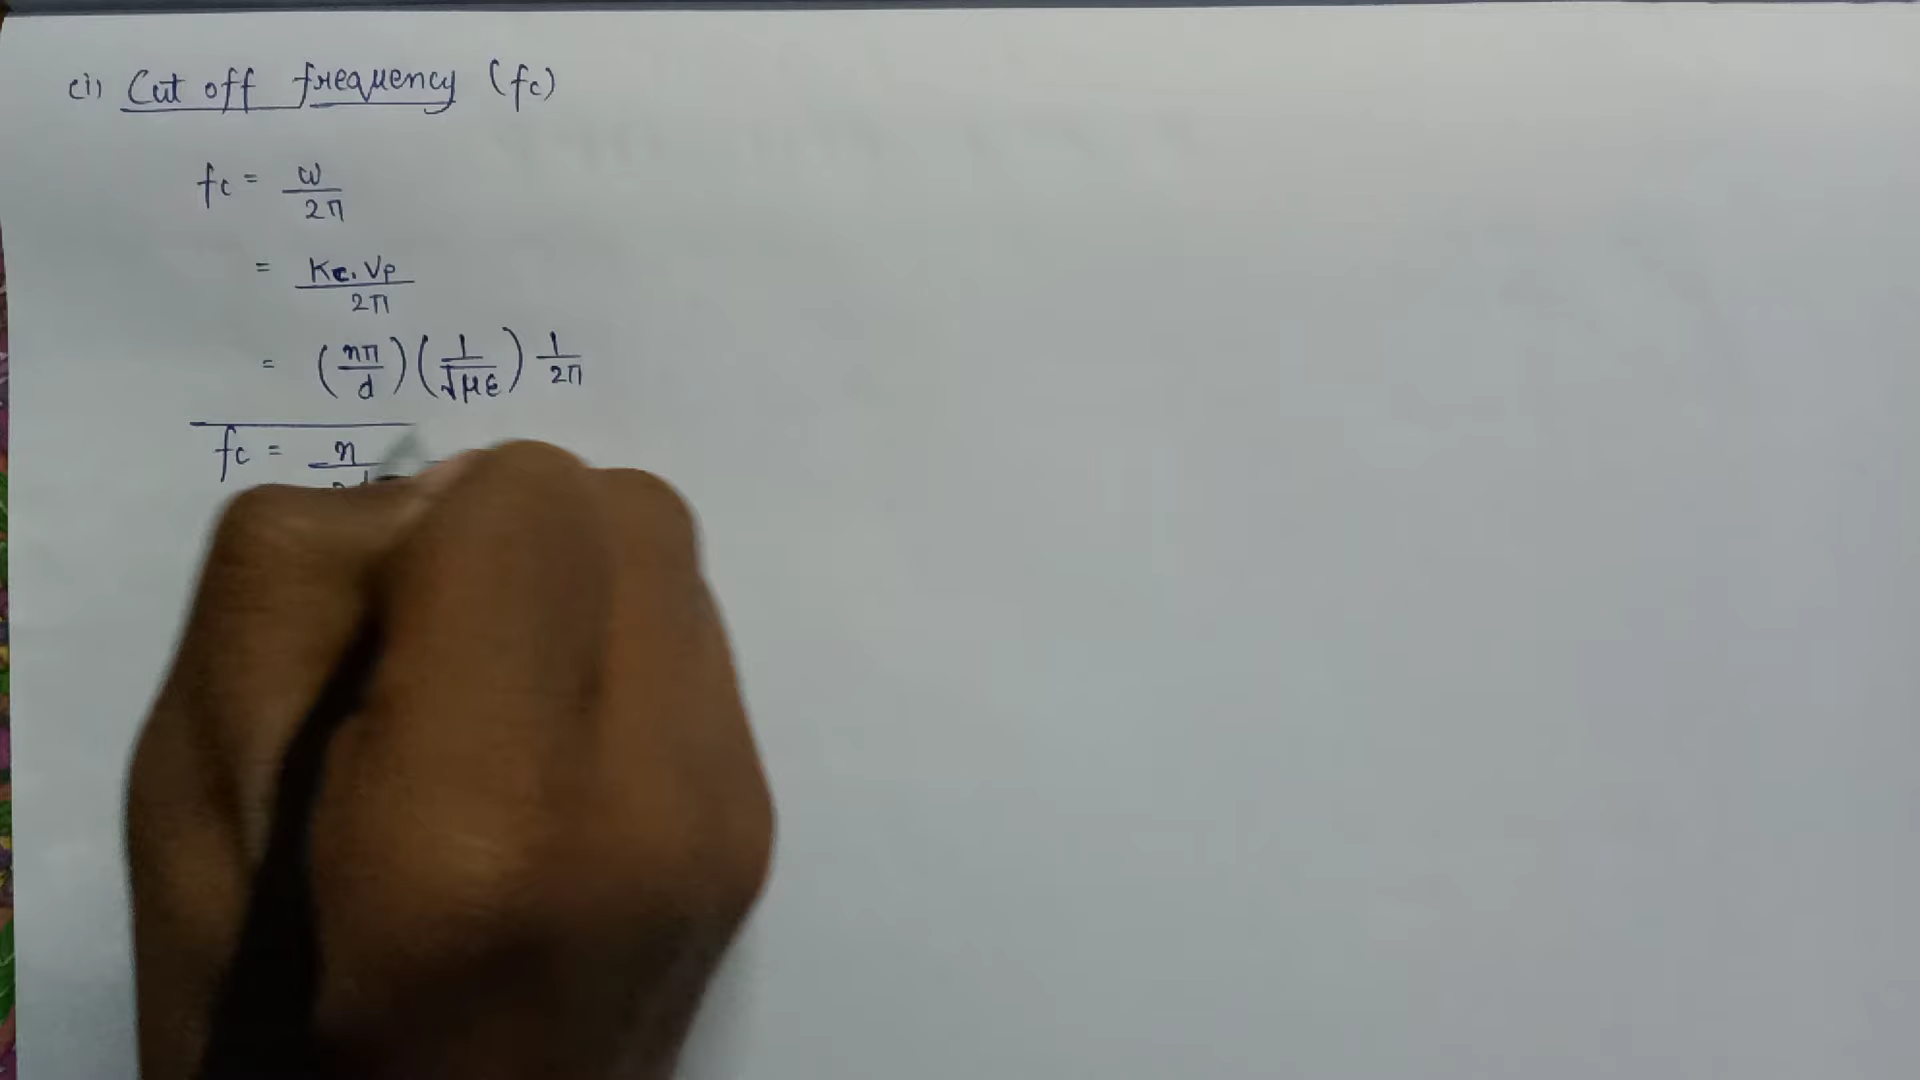 (i) Cut off frequency (fc)
fc = ω / 2π
= Kc. Vp / 2π
= (nπ / d) (1 / √με) 1 / 2π
fc = n